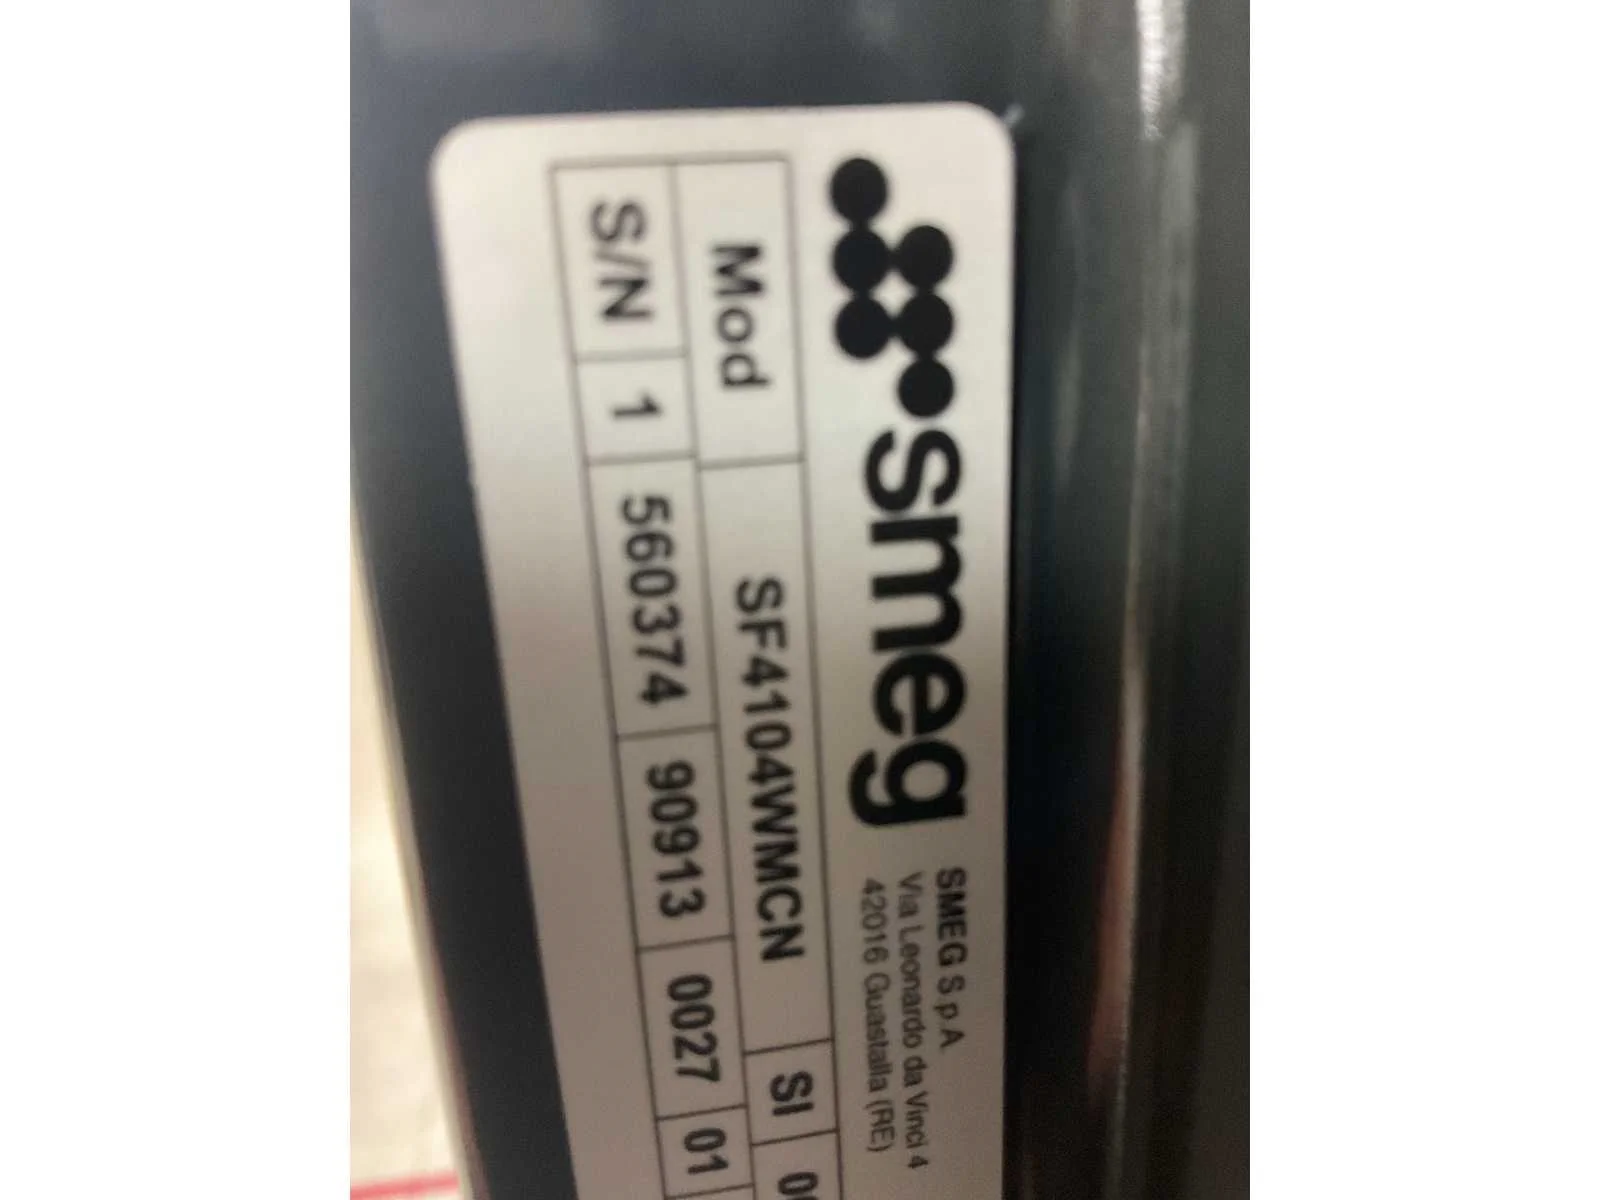 smeg
SMEG S.p.A.
Via Leonardo da Vinci 4
42016 Guastalla (RE)
Mod SF4104WMCN SI
S/N 1 560374 90913 0027 01